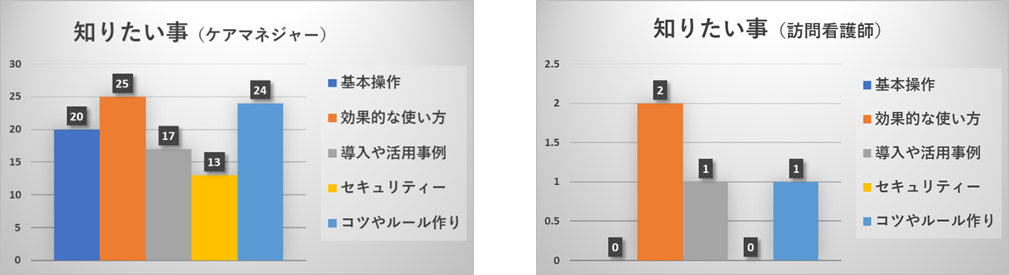 知りたい事（ケアマネジャー）
30
25
20
15
10
5
0
20
25
17
13
24
基本操作
効果的な使い方
導入や活用事例
セキュリティー
コツやルール作り
知りたい事（訪問看護師）
2.5
2
1.5
1
0.5
0
0
2
1
0
1
基本操作
効果的な使い方
導入や活用事例
セキュリティー
コツやルール作り